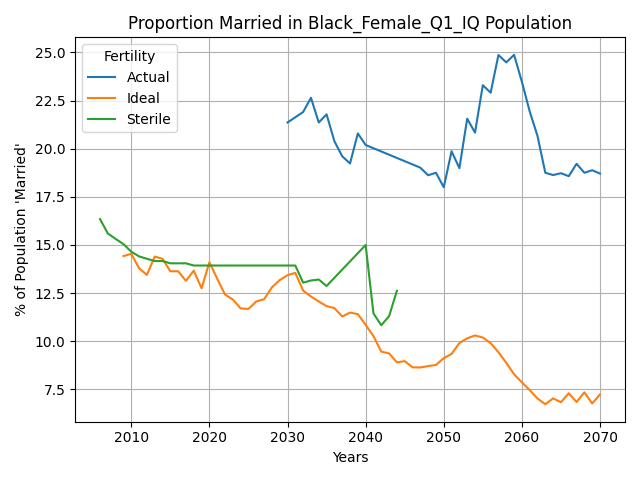 Proportion Married in Black_Female_Q1_IQ Population
Fertility
Actual
Ideal
Sterile
% of Population 'Married'
25.0
22.5
20.0
17.5
15.0
12.5
10.0
7.5
2010 2020 2030 2040 2050 2060 2070
Years